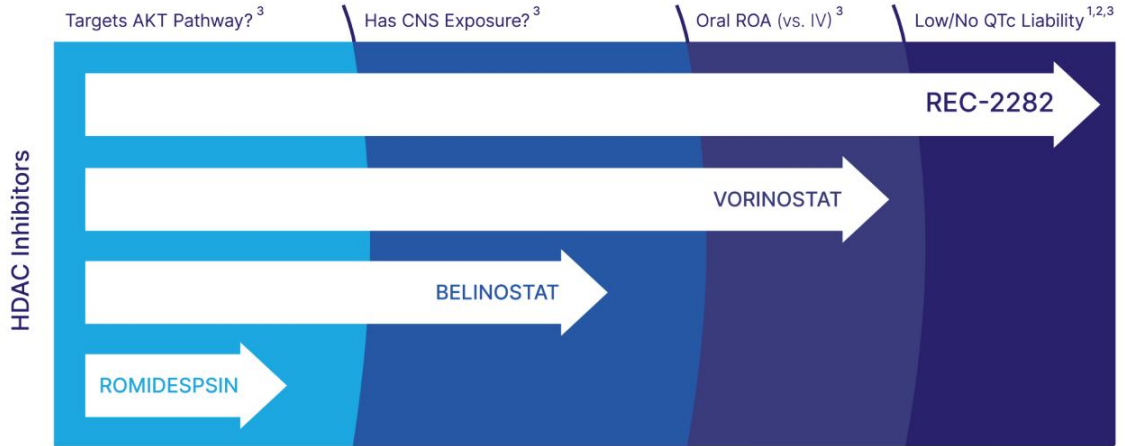 Targets AKT Pathway? 3
Has CNS Exposure? 3
Oral ROA (vs. IV) 3
Low/No QTc Liability 1,2,3
HDAC Inhibitors
REC-2282
VORINOSTAT
BELINOSTAT
ROMIDESPSIN